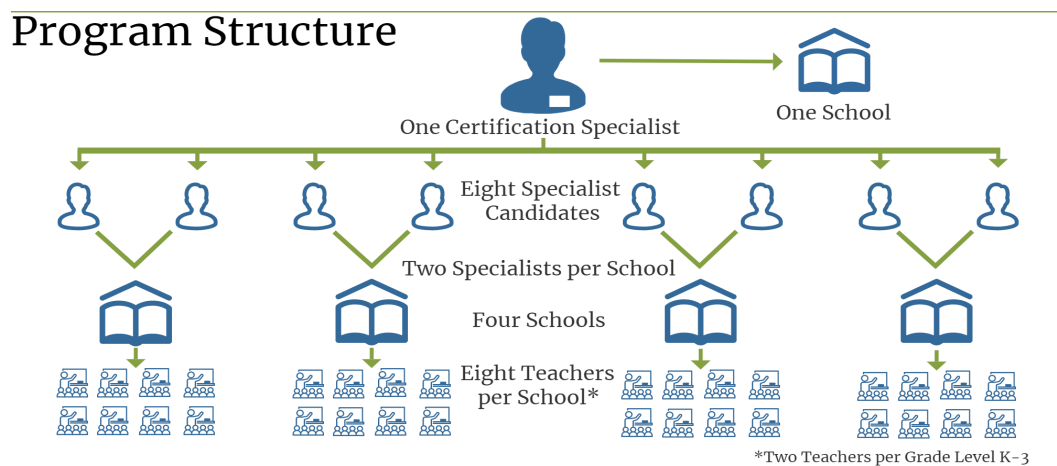 Program Structure
One School
One Certification Specialist
Eight Specialist
Candidates
Two Specialists per School
Four Schools
Eight Teachers
per School*
*Two Teachers per Grade Level K-3